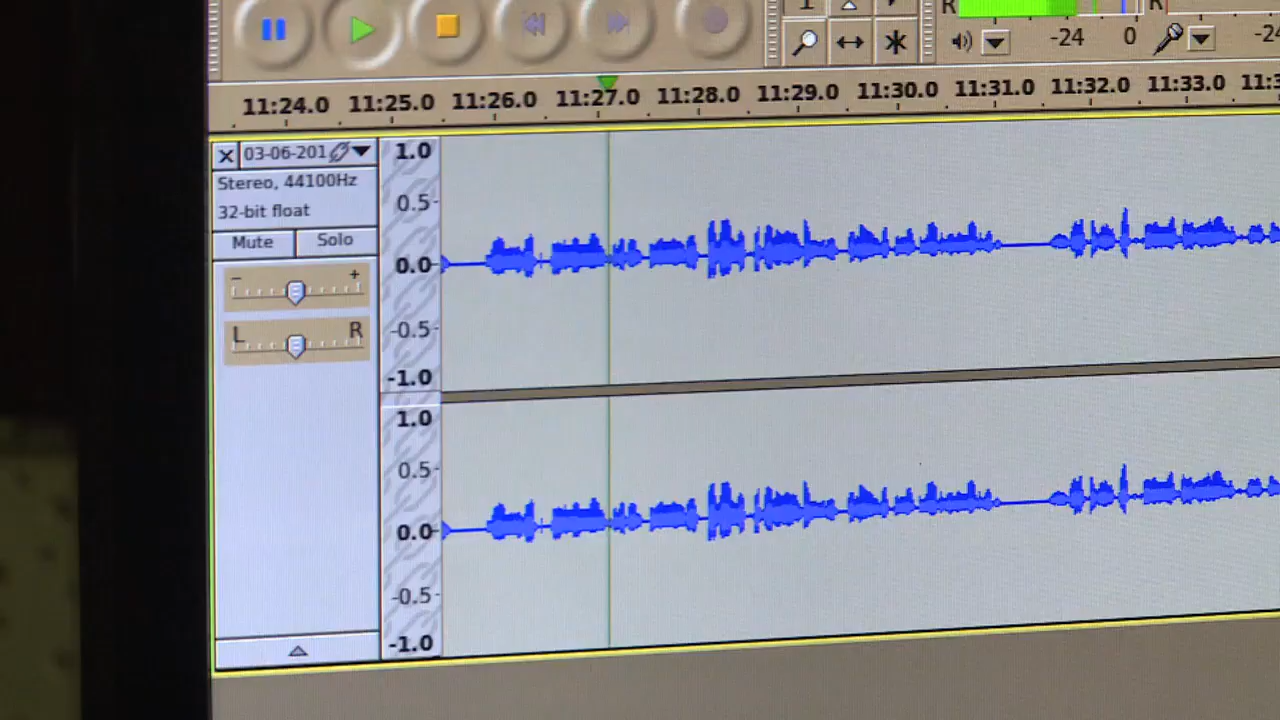 R
R
-24 0
-24
11:24.0 11:25.0 11:26.0 11:27.0 11:28.0 11:29.0 11:30.0 11:31.0 11:32.0 11:33.0 11:3
X 03-06-201
Stereo, 44100Hz
32-bit float
Mute Solo
- +
L R
1.0
0.5-
0.0-
-0.5-
-1.0
1.0
0.5-
0.0-
-0.5-
-1.0